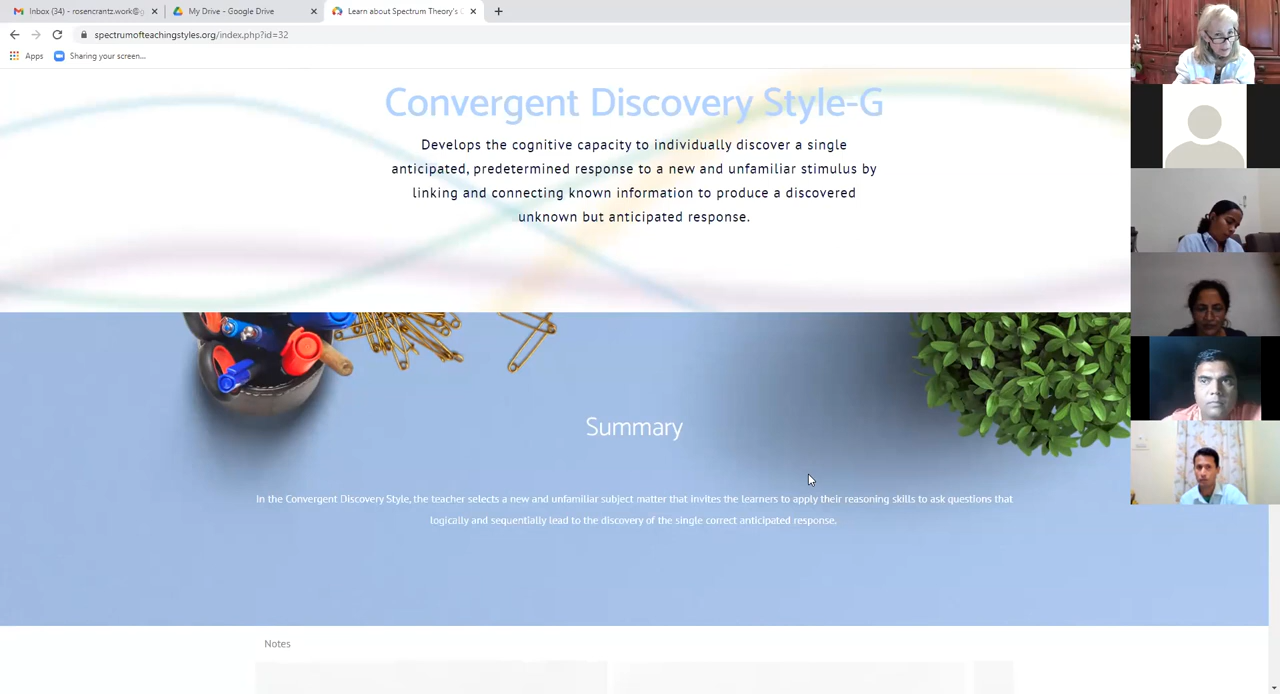 Inbox (34) - rosencrantz.work@g
My Drive - Google Drive
Learn about Spectrum Theory's
spectrumofteachingstyles.org/index.php?id=32
Apps
Sharing your screen...
Convergent Discovery Style-G
Develops the cognitive capacity to individually discover a single
anticipated, predetermined response to a new and unfamiliar stimulus by
linking and connecting known information to produce a discovered
unknown but anticipated response.
Summary
In the Convergent Discovery Style, the teacher selects a new and unfamiliar subject matter that invites the learners to apply their reasoning skills to ask questions that
logically and sequentially lead to the discovery of the single correct anticipated response.
Notes